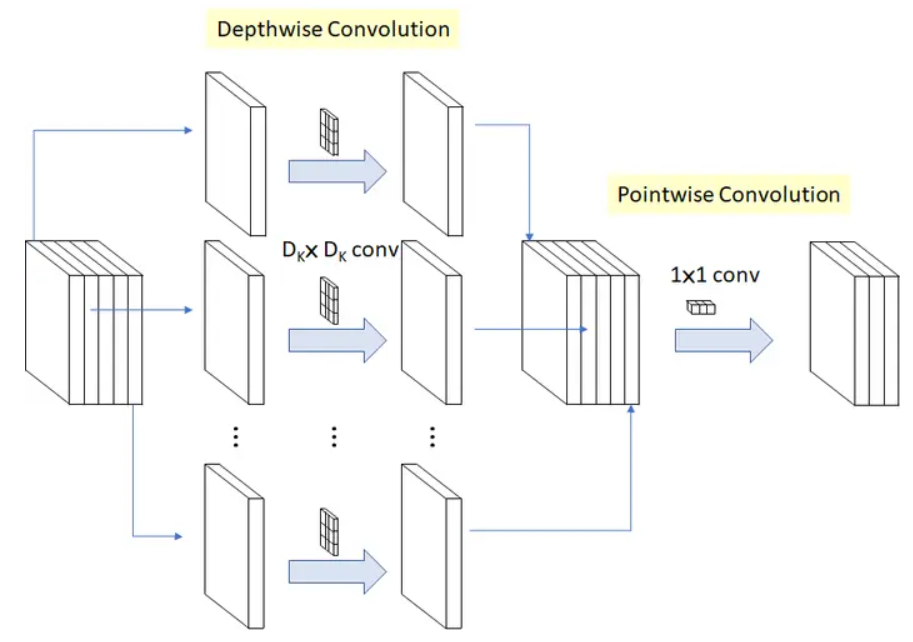 Depthwise Convolution
Pointwise Convolution
Dₖx Dₖ conv
1x1 conv